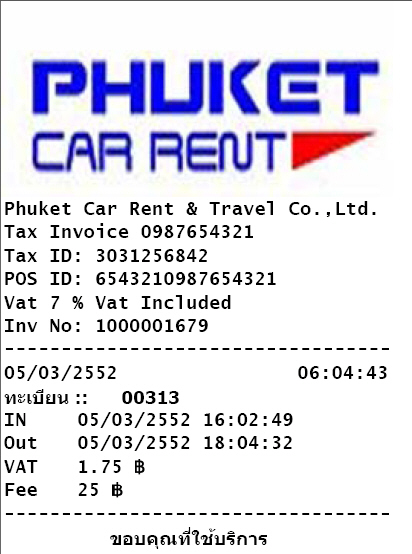 PHUKET
CAR RENT
Phuket Car Rent & Travel Co.,Ltd.
Tax Invoice 0987654321
Tax ID: 3031256842
POS ID: 6543210987654321
Vat 7 % Vat Included
Inv No: 1000001679
----------------------------------
05/03/2552 06:04:43
ทะเบียน :: 00313
IN 05/03/2552 16:02:49
Out 05/03/2552 18:04:32
VAT 1.75 ฿
Fee 25 ฿
----------------------------------
ขอบคุณที่ใช้บริการ